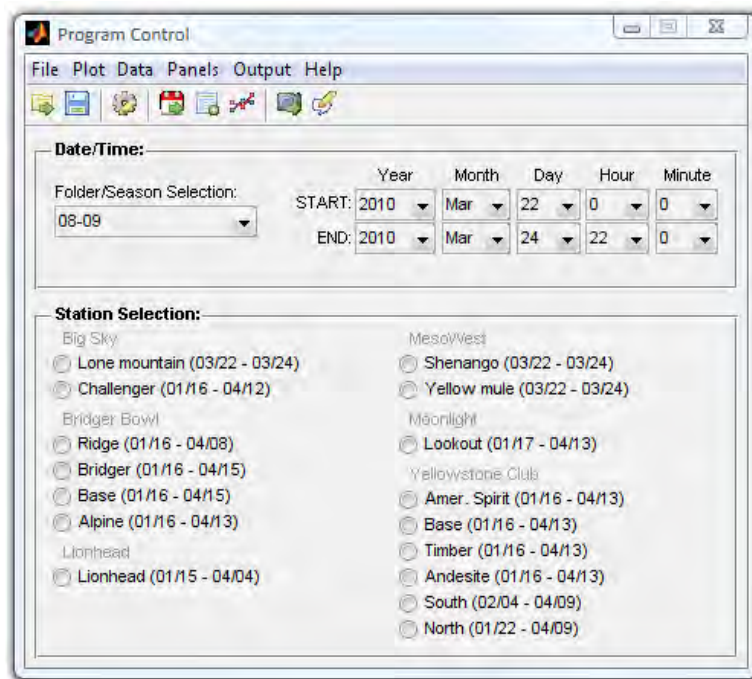 Program Control
File Plot Data Panels Output Help
Date/Time:
Year Month Day Hour Minute
Folder/Season Selection:
START: 2010 Mar 22 0 0
08-09
END: 2010 Mar 24 22 0
Station Selection:
Big Sky
Lone mountain (03/22 - 03/24)
Challenger (01/16 - 04/12)
Bridger Bowl
Ridge (01/16 - 04/08)
Bridger (01/16 - 04/15)
Base (01/16 - 04/15)
Alpine (01/16 - 04/13)
Lionhead
Lionhead (01/15 - 04/04)
MesoWest
Shenango (03/22 - 03/24)
Yellow mule (03/22 - 03/24)
Moonlight
Lookout (01/17 - 04/13)
Yellowstone Club
Amer. Spirit (01/16 - 04/13)
Base (01/16 - 04/13)
Timber (01/16 - 04/13)
Andesite (01/16 - 04/13)
South (02/04 - 04/09)
North (01/22 - 04/09)